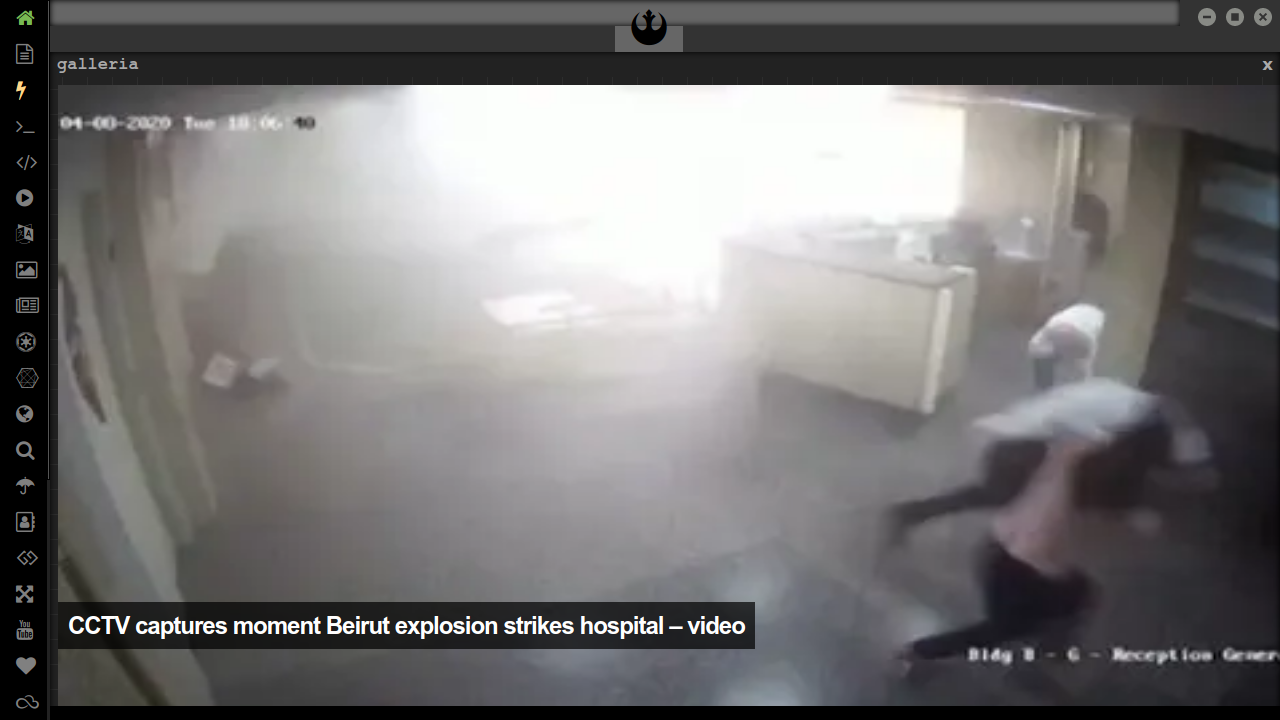 galleria
x
04-08-2020 Tue 18:06:40
CCTV captures moment Beirut explosion strikes hospital – video
Bldg B - G - Reception Gener
You
Tube